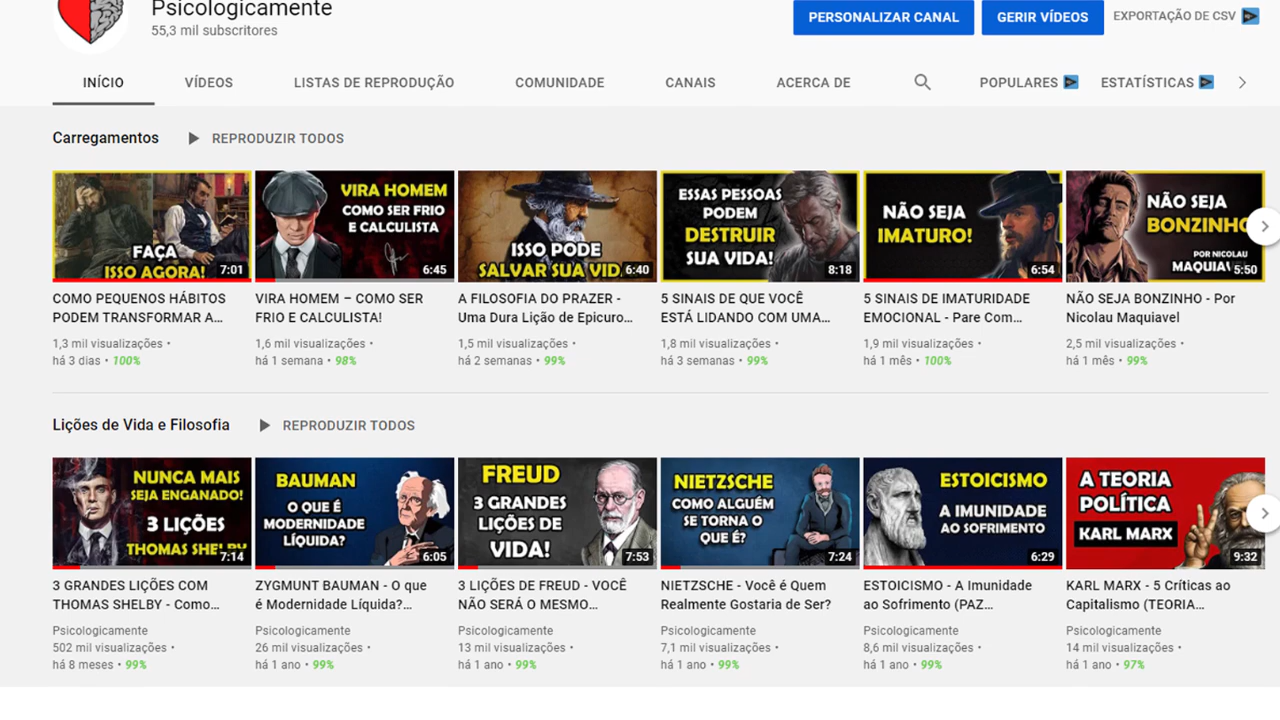 Psicologicamente
55,3 mil subscritores
PERSONALIZAR CANAL
GERIR VÍDEOS
EXPORTAÇÃO DE CSV
INÍCIO
VÍDEOS
LISTAS DE REPRODUÇÃO
COMUNIDADE
CANAIS
ACERCA DE
POPULARES
ESTATÍSTICAS
Carregamentos
REPRODUZIR TODOS
FAÇA
ISSO AGORA!
7:01
VIRA HOMEM
COMO SER FRIO
E CALCULISTA
6:45
ISSO PODE
SALVAR SUA VID
6:40
ESSAS PESSOAS
PODEM
DESTRUIR
SUA VIDA!
8:18
NÃO SEJA
IMATURO!
6:54
NÃO SEJA
BONZINHO
POR NICOLAU
MAQUIAV
5:50
COMO PEQUENOS HÁBITOS
PODEM TRANSFORMAR A...
1,3 mil visualizações •
há 3 dias • 100%
VIRA HOMEM – COMO SER
FRIO E CALCULISTA!
1,6 mil visualizações •
há 1 semana • 98%
A FILOSOFIA DO PRAZER -
Uma Dura Lição de Epicuro...
1,5 mil visualizações •
há 2 semanas • 99%
5 SINAIS DE QUE VOCÊ
ESTÁ LIDANDO COM UMA...
1,8 mil visualizações •
há 3 semanas • 99%
5 SINAIS DE IMATURIDADE
EMOCIONAL - Pare Com...
1,9 mil visualizações •
há 1 mês • 100%
NÃO SEJA BONZINHO - Por
Nicolau Maquiavel
2,5 mil visualizações •
há 1 mês • 99%
Lições de Vida e Filosofia
REPRODUZIR TODOS
NUNCA MAIS
SEJA ENGANADO!
3 LIÇÕES
THOMAS SHELBY
7:14
BAUMAN
O QUE É
MODERNIDADE
LÍQUIDA?
6:05
FREUD
3 GRANDES
LIÇÕES DE
VIDA!
7:53
NIETZSCHE
COMO ALGUÉM
SE TORNA O
QUE É?
7:24
ESTOICISMO
A IMUNIDADE
AO SOFRIMENTO
6:29
A TEORIA
POLÍTICA
KARL MARX
9:32
3 GRANDES LIÇÕES COM
THOMAS SHELBY - Como...
Psicologicamente
502 mil visualizações •
há 8 meses • 99%
ZYGMUNT BAUMAN - O que
é Modernidade Líquida?...
Psicologicamente
26 mil visualizações •
há 1 ano • 99%
3 LIÇÕES DE FREUD - VOCÊ
NÃO SERÁ O MESMO...
Psicologicamente
13 mil visualizações •
há 1 ano • 99%
NIETZSCHE - Você é Quem
Realmente Gostaria de Ser?
Psicologicamente
7,1 mil visualizações •
há 1 ano • 99%
ESTOICISMO - A Imunidade
ao Sofrimento (PAZ...
Psicologicamente
8,6 mil visualizações •
há 1 ano • 99%
KARL MARX - 5 Críticas ao
Capitalismo (TEORIA...
Psicologicamente
14 mil visualizações •
há 1 ano • 97%